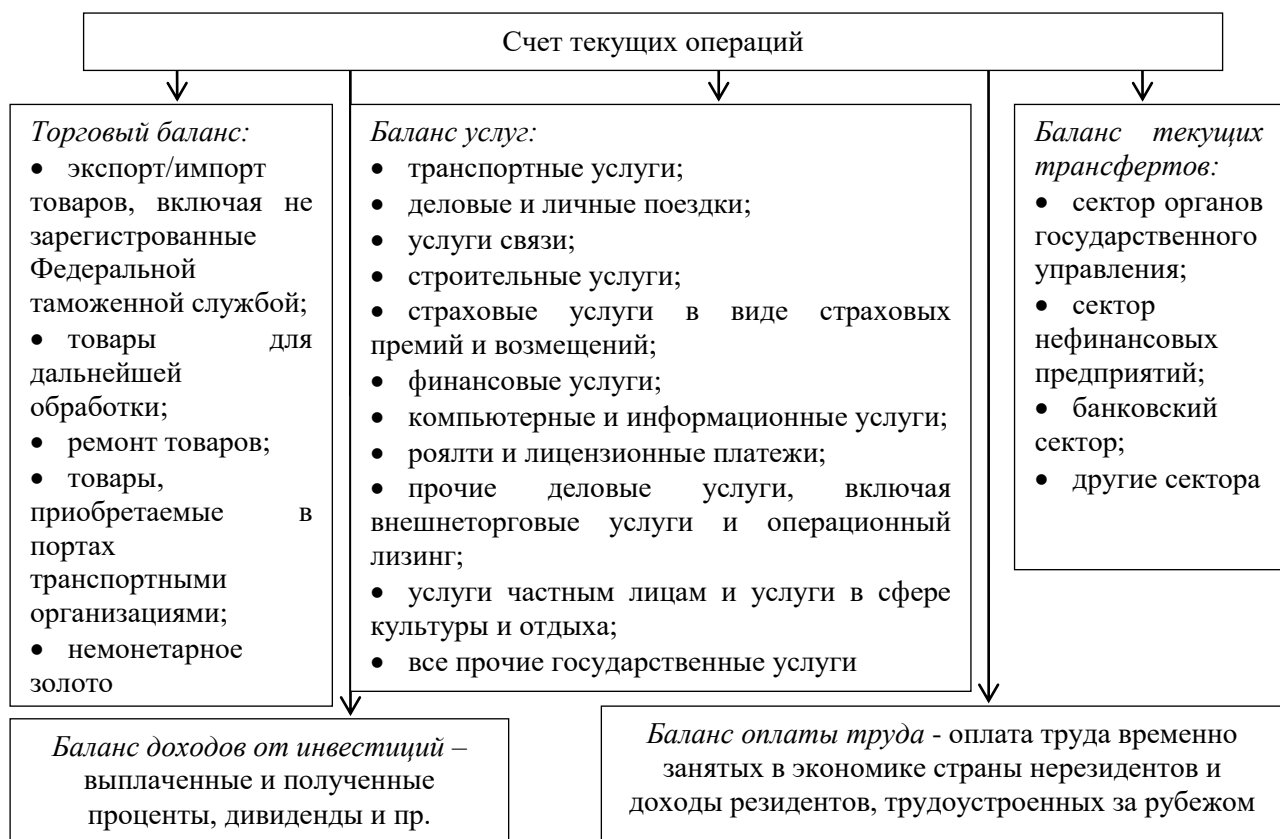 Счет текущих операций
Торговый баланс:
• экспорт/импорт
товаров, включая не
зарегистрированные
Федеральной
таможенной службой;
• товары для
дальнейшей
обработки;
• ремонт товаров;
• товары,
приобретаемые в
портах
транспортными
организациями;
• немонетарное
золото
Баланс услуг:
• транспортные услуги;
• деловые и личные поездки;
• услуги связи;
• строительные услуги;
• страховые услуги в виде страховых
премий и возмещений;
• финансовые услуги;
• компьютерные и информационные услуги;
• роялти и лицензионные платежи;
• прочие деловые услуги, включая
внешнеторговые услуги и операционный
лизинг;
• услуги частным лицам и услуги в сфере
культуры и отдыха;
• все прочие государственные услуги
Баланс текущих
трансфертов:
• сектор органов
государственного
управления;
• сектор
нефинансовых
предприятий;
• банковский
сектор;
• другие сектора
Баланс доходов от инвестиций –
выплаченные и полученные
проценты, дивиденды и пр.
Баланс оплаты труда - оплата труда временно
занятых в экономике страны нерезидентов и
доходы резидентов, трудоустроенных за рубежом